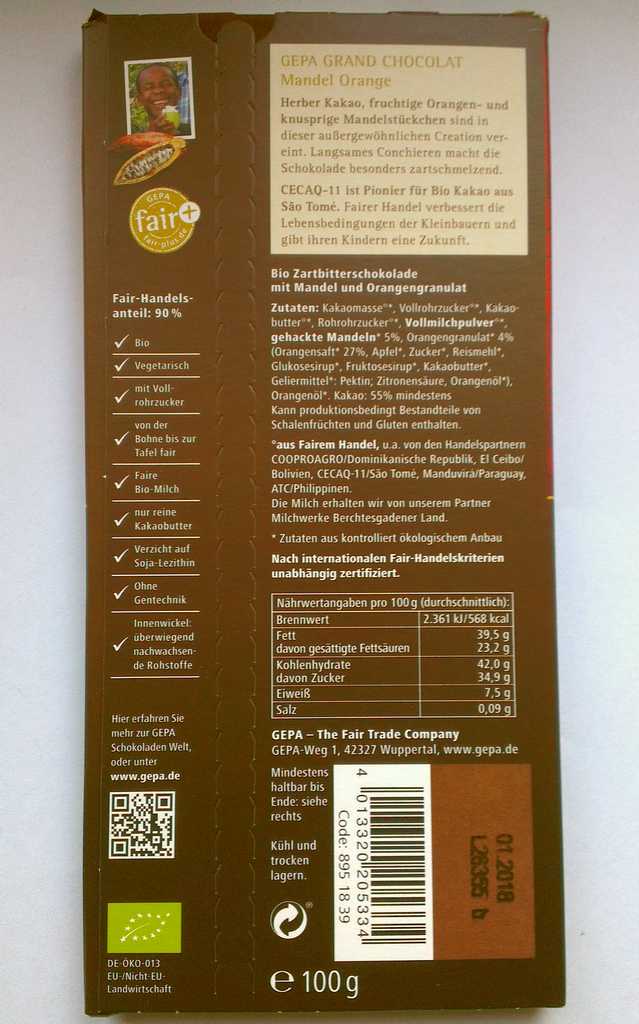 GEPA GRAND CHOCOLAT
Mandel Orange
Herber Kakao, fruchtige Orangen- und
knusprige Mandelstückchen sind in
dieser außergewöhnlichen Creation ver-
eint. Langsames Conchieren macht die
Schokolade besonders zartschmelzend.
CECAQ-11 ist Pionier für Bio Kakao aus
São Tomé. Fairer Handel verbessert die
Lebensbedingungen der Kleinbauern und
gibt ihren Kindern eine Zukunft.
GEPA
fair+
fair-plus.de
Fair-Handels-
anteil: 90 %
Bio
Vegetarisch
mit Voll-
rohrzucker
von der
Bohne bis zur
Tafel fair
Faire
Bio-Milch
nur reine
Kakaobutter
Verzicht auf
Soja-Lezithin
Ohne
Gentechnik
Innenwickel:
überwiegend
nachwachsen-
de Rohstoffe
Hier erfahren Sie
mehr zur GEPA
Schokoladen Welt,
oder unter
www.gepa.de
DE-ÖKO-013
EU-/Nicht-EU-
Landwirtschaft
Bio Zartbitterschokolade
mit Mandel und Orangengranulat
Zutaten: Kakaomasse°*, Vollrohrzucker°*, Kakao-
butter°*, Rohrohrzucker°*, Vollmilchpulver°*,
gehackte Mandeln* 5%, Orangengranulat* 4%
(Orangensaft* 27%, Apfel*, Zucker*, Reismehl*,
Glukosesirup*, Fruktosesirup*, Kakaobutter*,
Geliermittel*: Pektin; Zitronensäure, Orangenöl*),
Orangenöl*. Kakao: 55% mindestens
Kann produktionsbedingt Bestandteile von
Schalenfrüchten und Gluten enthalten.
°aus Fairem Handel, u.a. von den Handelspartnern
COOPROAGRO/Dominikanische Republik, El Ceibo/
Bolivien, CECAQ-11/São Tomé, Manduvirá/Paraguay,
ATC/Philippinen.
Die Milch erhalten wir von unserem Partner
Milchwerke Berchtesgadener Land.
* Zutaten aus kontrolliert ökologischem Anbau
Nach internationalen Fair-Handelskriterien
unabhängig zertifiziert.
Nährwertangaben pro 100 g (durchschnittlich):
Brennwert 2.361 kJ/568 kcal
Fett 39,5 g
davon gesättigte Fettsäuren 23,2 g
Kohlenhydrate 42,0 g
davon Zucker 34,9 g
Eiweiß 7,5 g
Salz 0,09 g
GEPA – The Fair Trade Company
GEPA-Weg 1, 42327 Wuppertal, www.gepa.de
Mindestens
haltbar bis
Ende: siehe
rechts
Kühl und
trocken
lagern.
4 013320 205334
Code: 895 18 39
01.2018
L26355 b
®
e 100 g